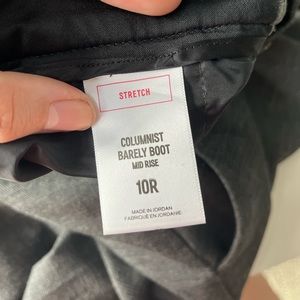 STRETCH
COLUMNIST
BARELY BOOT
MID RISE
10R
MADE IN JORDAN
FABRIQUÉ EN JORDANIE